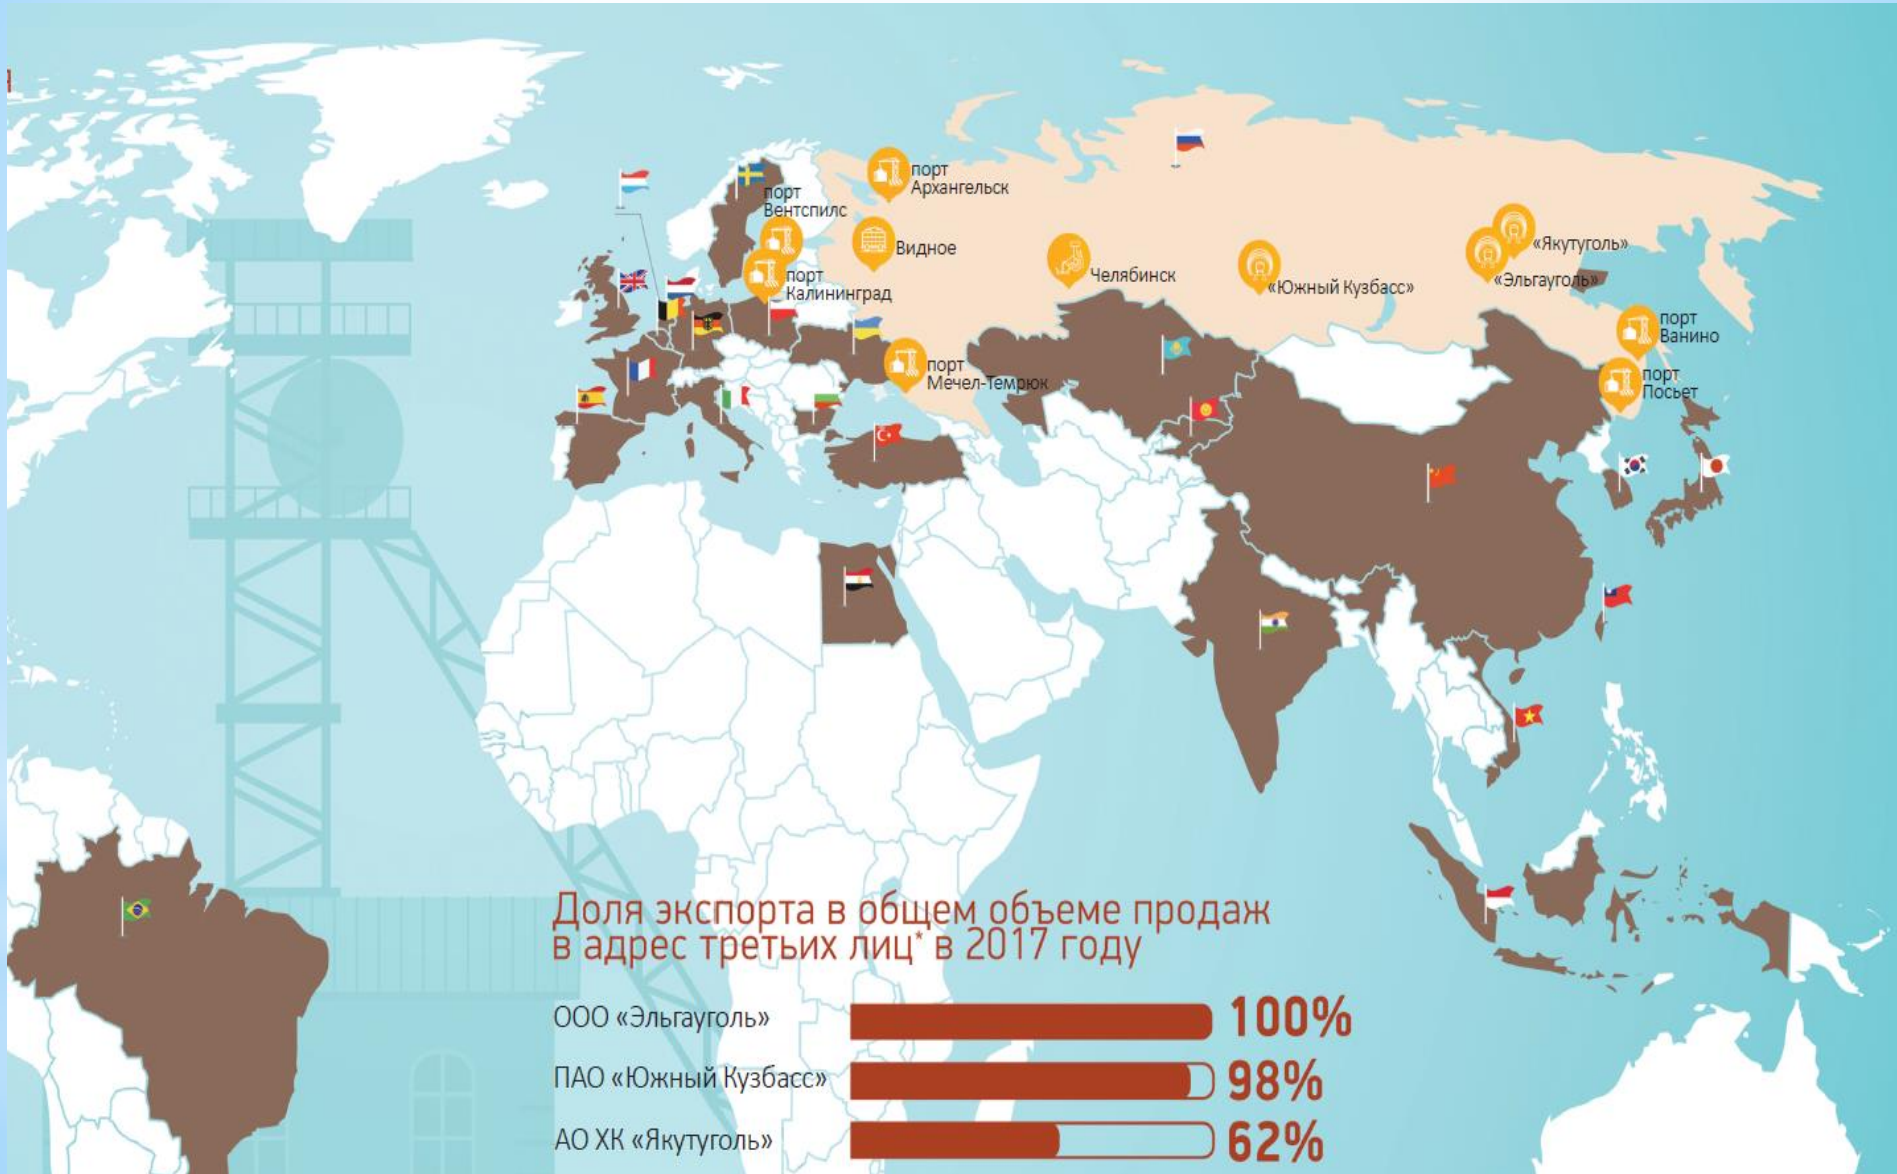 порт
Архангельск
порт
Вентспилс
Видное
порт
Калининград
Челябинск
«Южный Кузбасс»
«Якутуголь»
«Эльгауголь»
порт
Ванино
порт
Мечел-Темрюк
порт
Посьет
Доля экспорта в общем объеме продаж
в адрес третьих лиц* в 2017 году
ООО «Эльгауголь» 100%
ПАО «Южный Кузбасс» 98%
АО ХК «Якутуголь» 62%